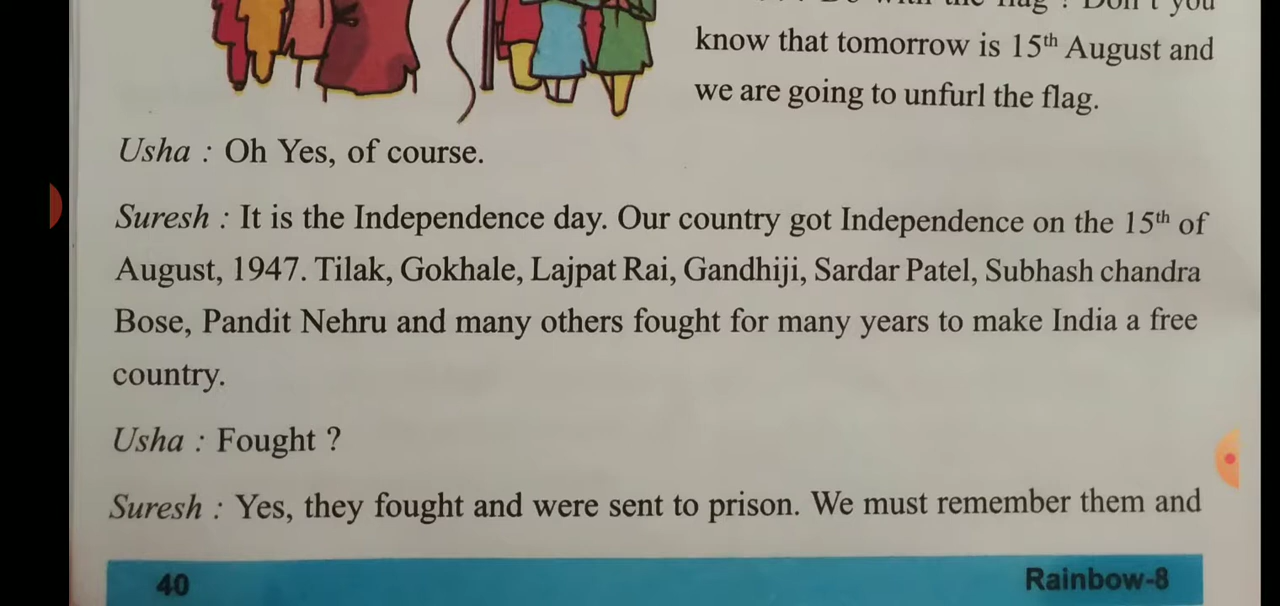 the flag ? Don't you
know that tomorrow is 15th August and
we are going to unfurl the flag.
Usha : Oh Yes, of course.
Suresh : It is the Independence day. Our country got Independence on the 15th of
August, 1947. Tilak, Gokhale, Lajpat Rai, Gandhiji, Sardar Patel, Subhash chandra
Bose, Pandit Nehru and many others fought for many years to make India a free
country.
Usha : Fought ?
Suresh : Yes, they fought and were sent to prison. We must remember them and
40
Rainbow-8